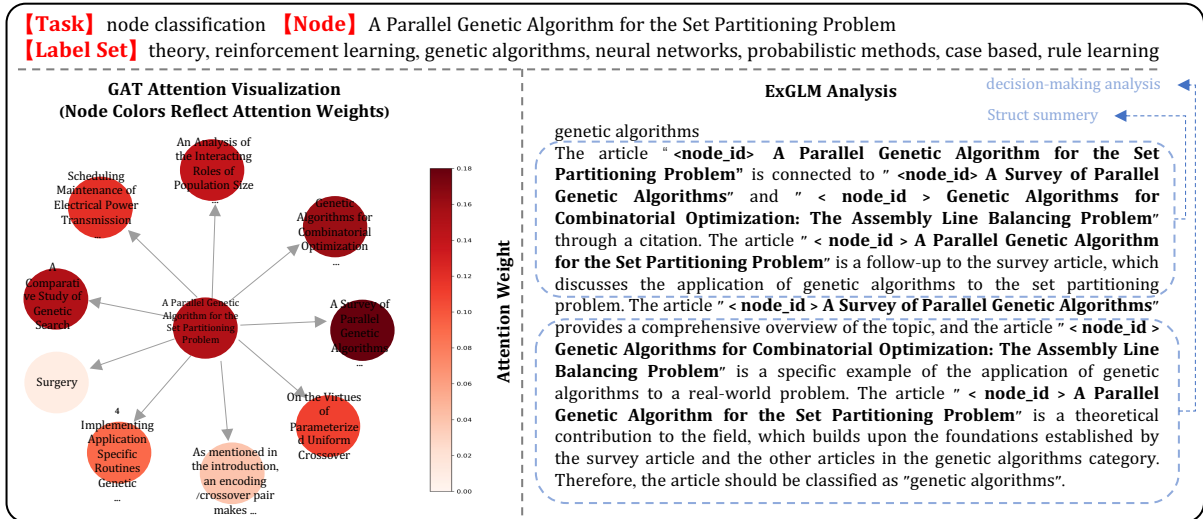 【Task】 node classification 【Node】 A Parallel Genetic Algorithm for the Set Partitioning Problem
【Label Set】 theory, reinforcement learning, genetic algorithms, neural networks, probabilistic methods, case based, rule learning
GAT Attention Visualization
(Node Colors Reflect Attention Weights)
An Analysis of
the Interacting
Roles of
Population Size
...
Scheduling
Maintenance of
Electrical Power
Transmission
...
Genetic
Algorithms for
Combinatorial
Optimization
...
A
Comparati
ve Study of
Genetic
Search
A Parallel Genetic
Algorithm for the
Set Partitioning
Problem
A Survey of
Parallel
Genetic
Algorithms
...
Surgery
4
Implementing
Application
Specific
Routines
Genetic
...
As mentioned in
the introduction,
an encoding
/crossover pair
makes ...
On the Virtues
of
Parameterize
d Uniform
Crossover
0.18
0.16
0.14
0.12
0.10
0.08
0.06
0.04
0.02
0.00
Attention Weight
ExGLM Analysis
decision-making analysis
Struct summery
genetic algorithms
The article " <node_id> A Parallel Genetic Algorithm for the Set
Partitioning Problem" is connected to " <node_id> A Survey of Parallel
Genetic Algorithms" and " < node_id > Genetic Algorithms for
Combinatorial Optimization: The Assembly Line Balancing Problem"
through a citation. The article " < node_id > A Parallel Genetic Algorithm
for the Set Partitioning Problem" is a follow-up to the survey article, which
discusses the application of genetic algorithms to the set partitioning
problem. The article " < node_id > A Survey of Parallel Genetic Algorithms"
provides a comprehensive overview of the topic, and the article " < node_id >
Genetic Algorithms for Combinatorial Optimization: The Assembly Line
Balancing Problem" is a specific example of the application of genetic
algorithms to a real-world problem. The article " < node_id > A Parallel
Genetic Algorithm for the Set Partitioning Problem" is a theoretical
contribution to the field, which builds upon the foundations established by
the survey article and the other articles in the genetic algorithms category.
Therefore, the article should be classified as "genetic algorithms".